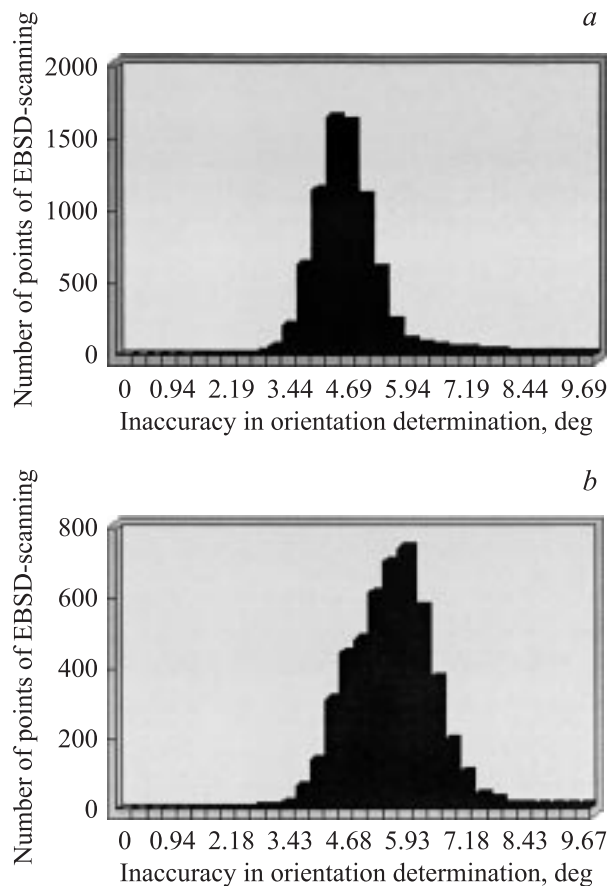 a
2000
1500
1000
500
0
Number of points of EBSD-scanning
0 0.94 2.19 3.44 4.69 5.94 7.19 8.44 9.69
Inaccuracy in orientation determination, deg
b
800
600
400
200
0
Number of points of EBSD-scanning
0 0.94 2.18 3.43 4.68 5.93 7.18 8.43 9.67
Inaccuracy in orientation determination, deg